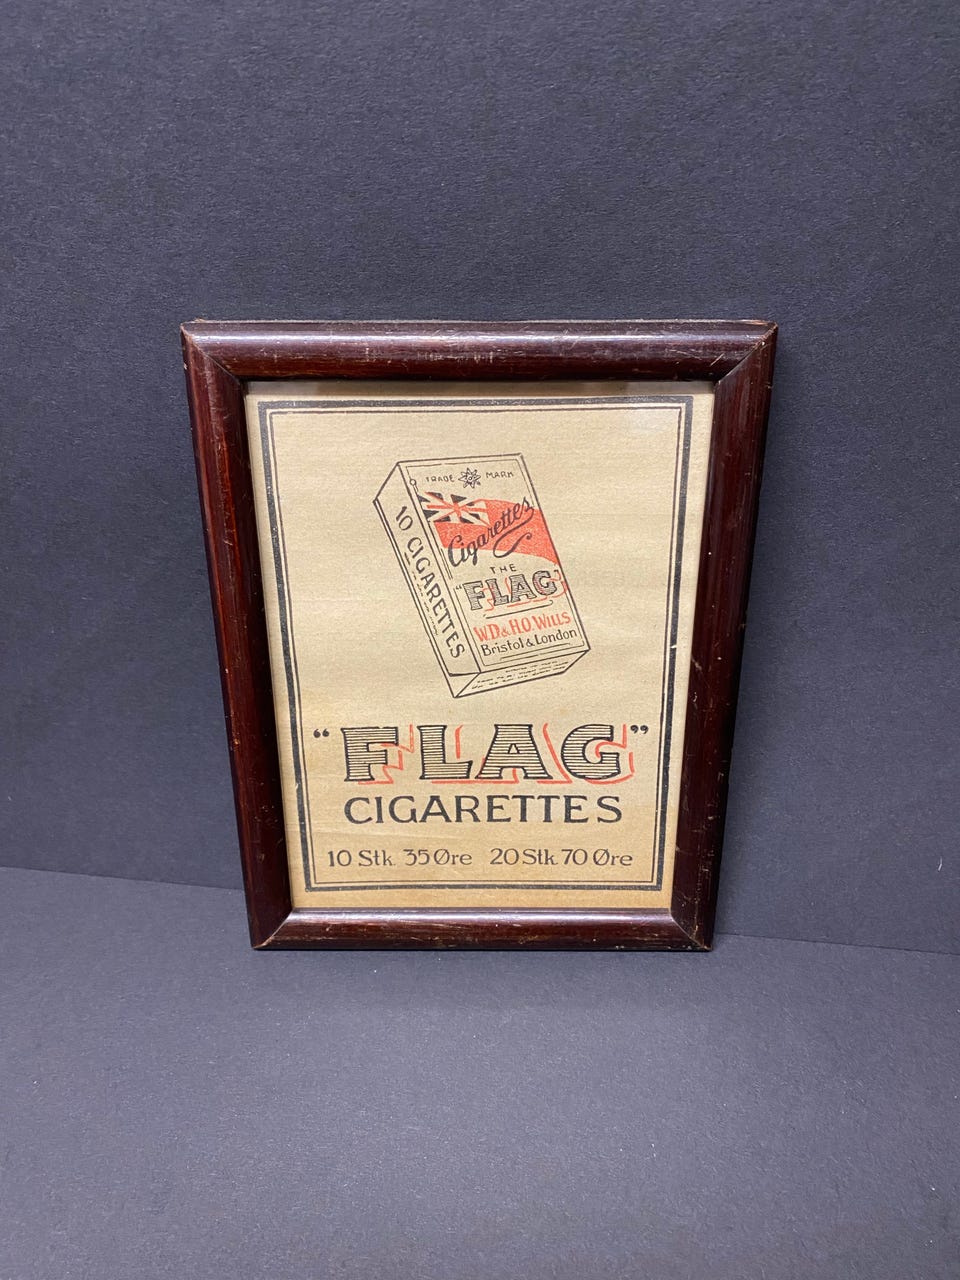 TRADE MARK
Cigarettes
THE
"FLAG"
W.D. & H.O. WILLS
Bristol & London
10 CIGARETTES
"FLAG"
CIGARETTES
10 Stk. 35 Øre 20 Stk. 70 Øre